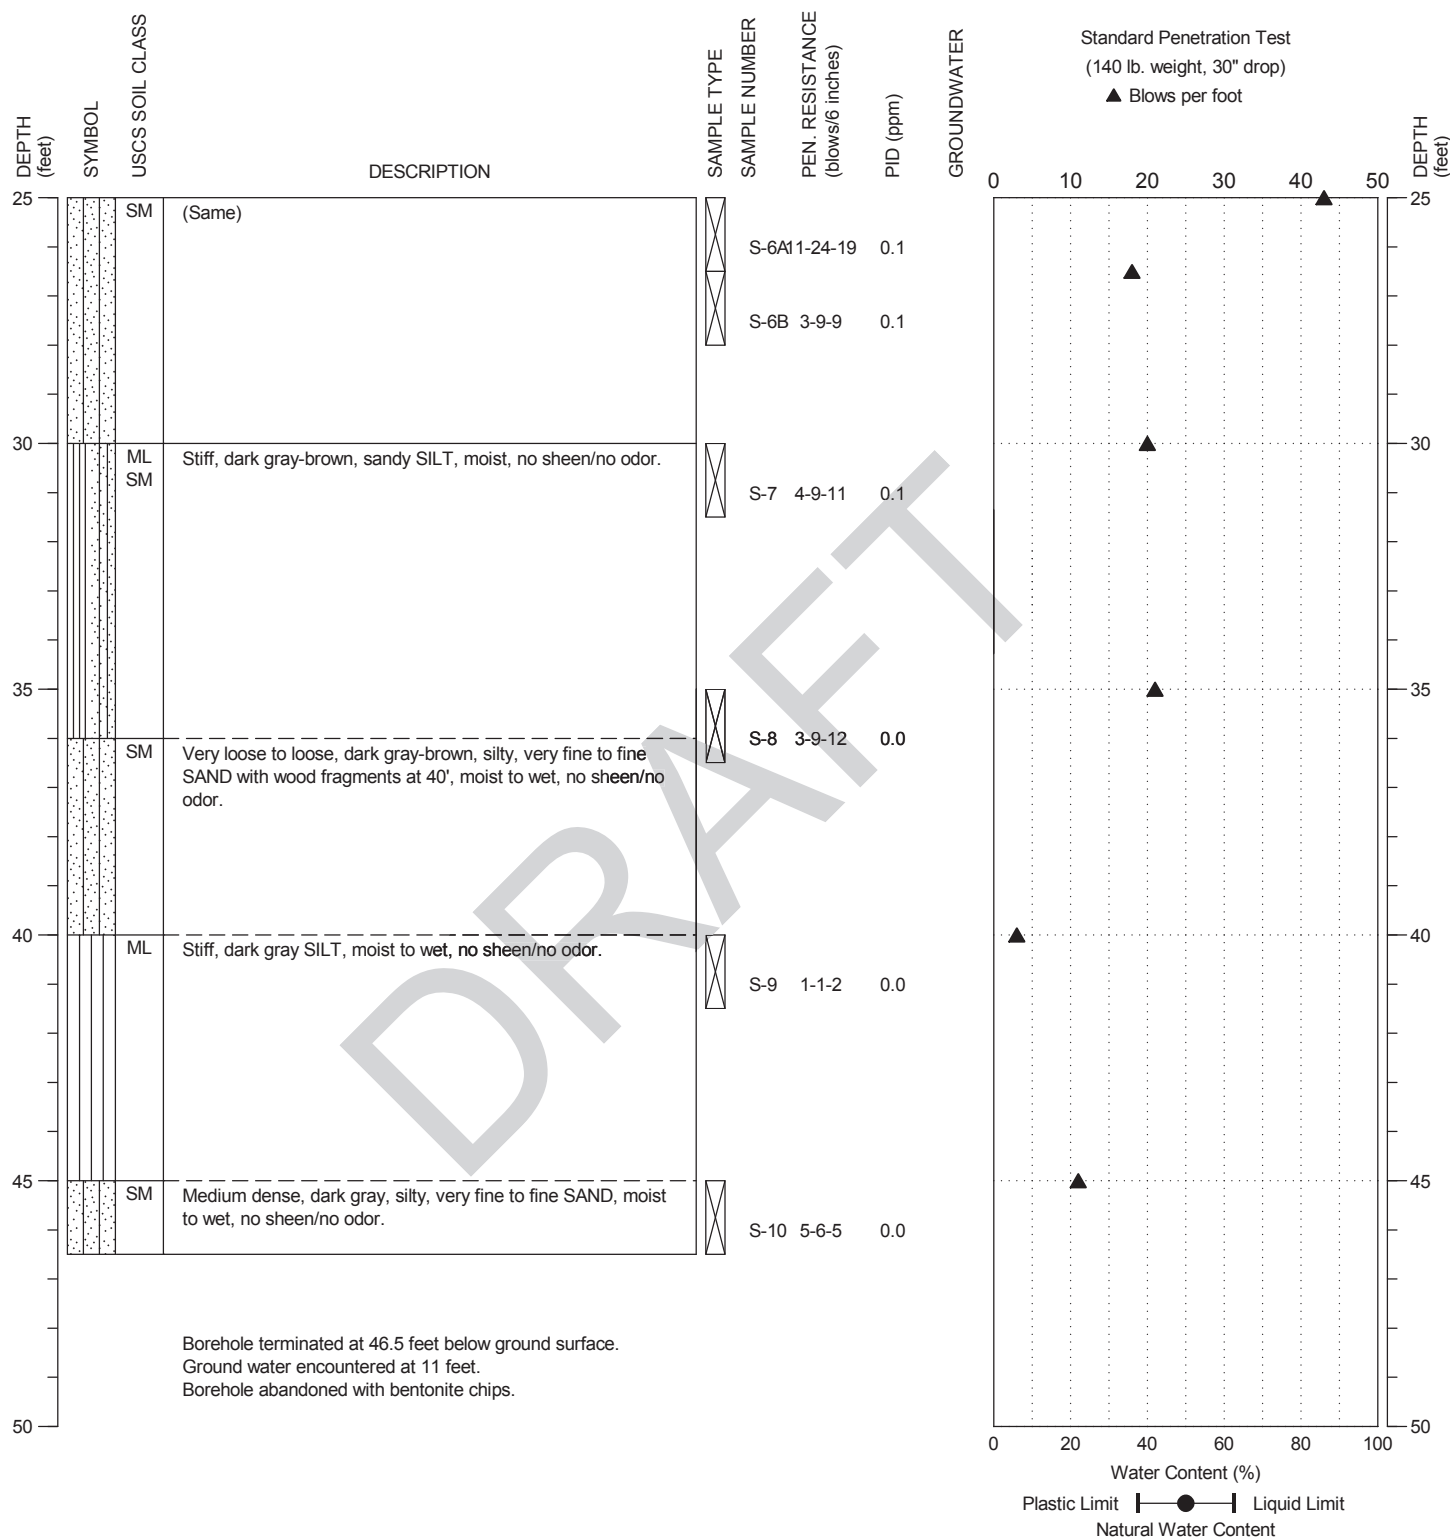 Standard Penetration Test
(140 lb. weight, 30" drop)
▲ Blows per foot
DEPTH
(feet)
SYMBOL
USCS SOIL CLASS
DESCRIPTION
SAMPLE TYPE
SAMPLE NUMBER
PEN. RESISTANCE
(blows/6 inches)
PID (ppm)
GROUNDWATER
DEPTH
(feet)
0 10 20 30 40 50
25 SM (Same) 25
S-6A 11-24-19 0.1
S-6B 3-9-9 0.1
30 30
ML Stiff, dark gray-brown, sandy SILT, moist, no sheen/no odor.
SM
S-7 4-9-11 0.1
35 35
S-8 3-9-12 0.0
SM Very loose to loose, dark gray-brown, silty, very fine to fine
SAND with wood fragments at 40', moist to wet, no sheen/no
odor.
40 40
ML Stiff, dark gray SILT, moist to wet, no sheen/no odor.
S-9 1-1-2 0.0
45 45
SM Medium dense, dark gray, silty, very fine to fine SAND, moist
to wet, no sheen/no odor.
S-10 5-6-5 0.0
Borehole terminated at 46.5 feet below ground surface.
Ground water encountered at 11 feet.
Borehole abandoned with bentonite chips.
50 50
0 20 40 60 80 100
Water Content (%)
Plastic Limit Liquid Limit
Natural Water Content
DRAFT